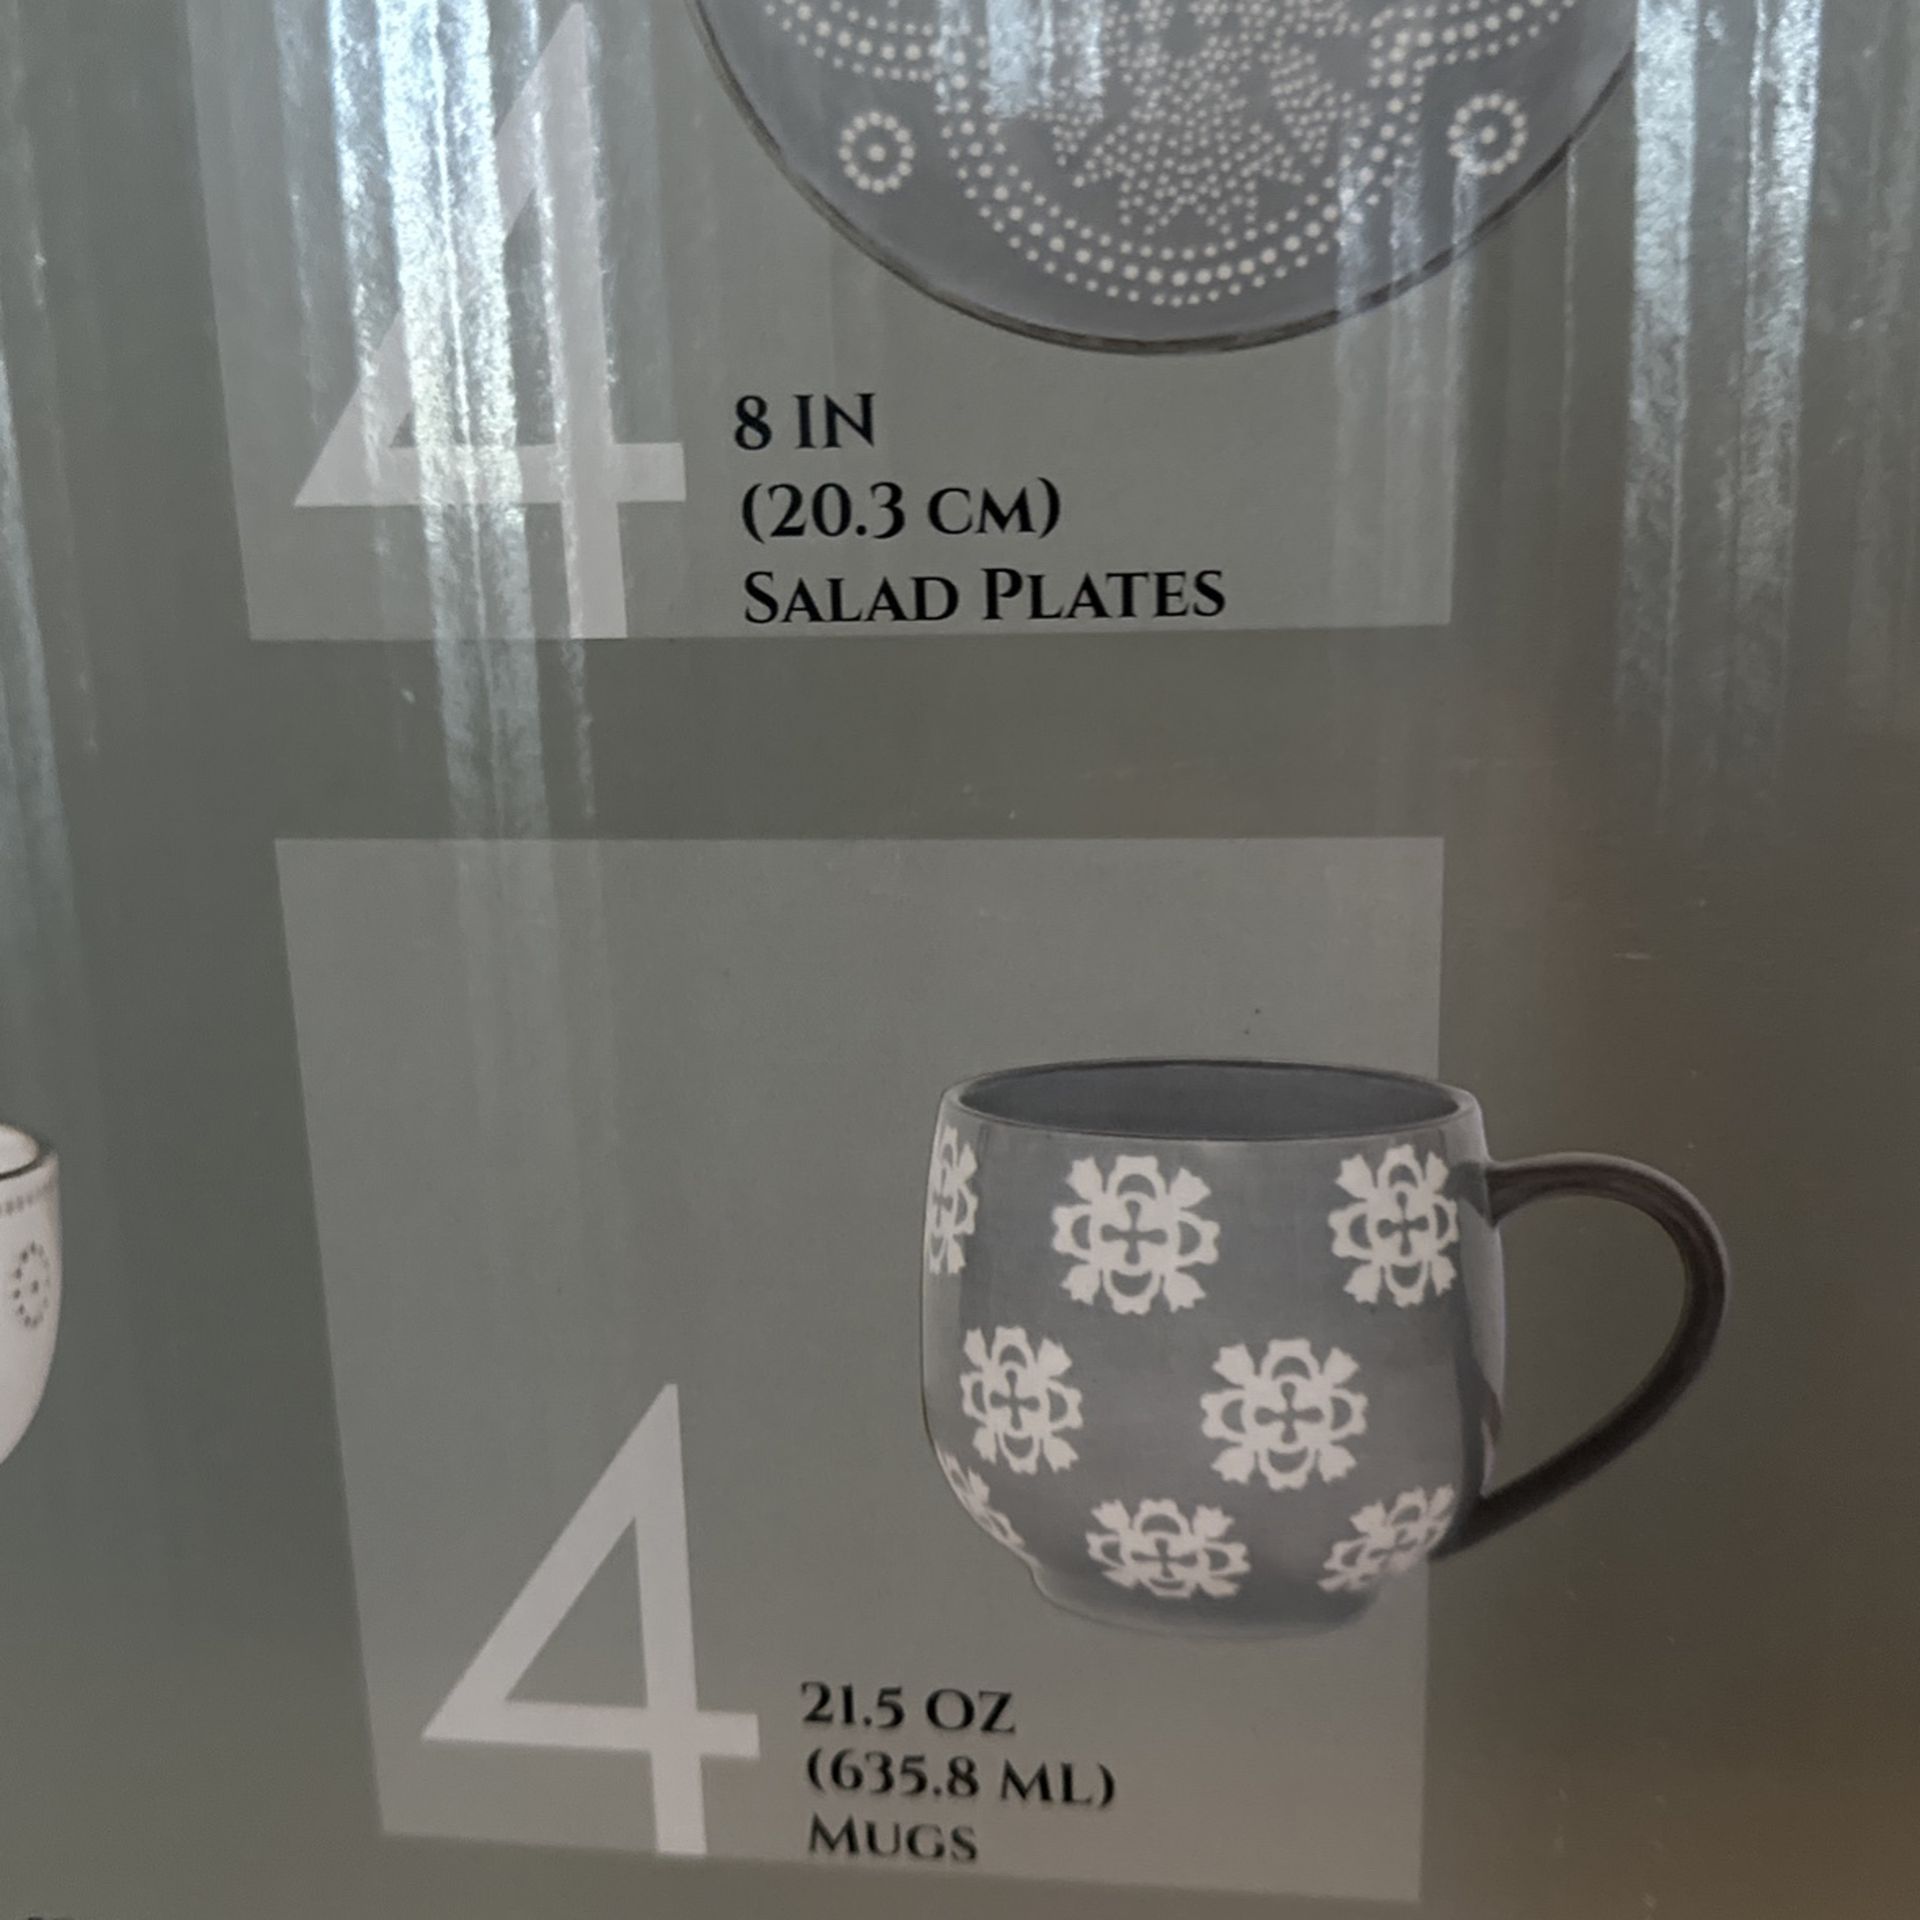 4
8 IN
(20.3 CM)
SALAD PLATES
4
21.5 OZ
(635.8 ML)
MUGS